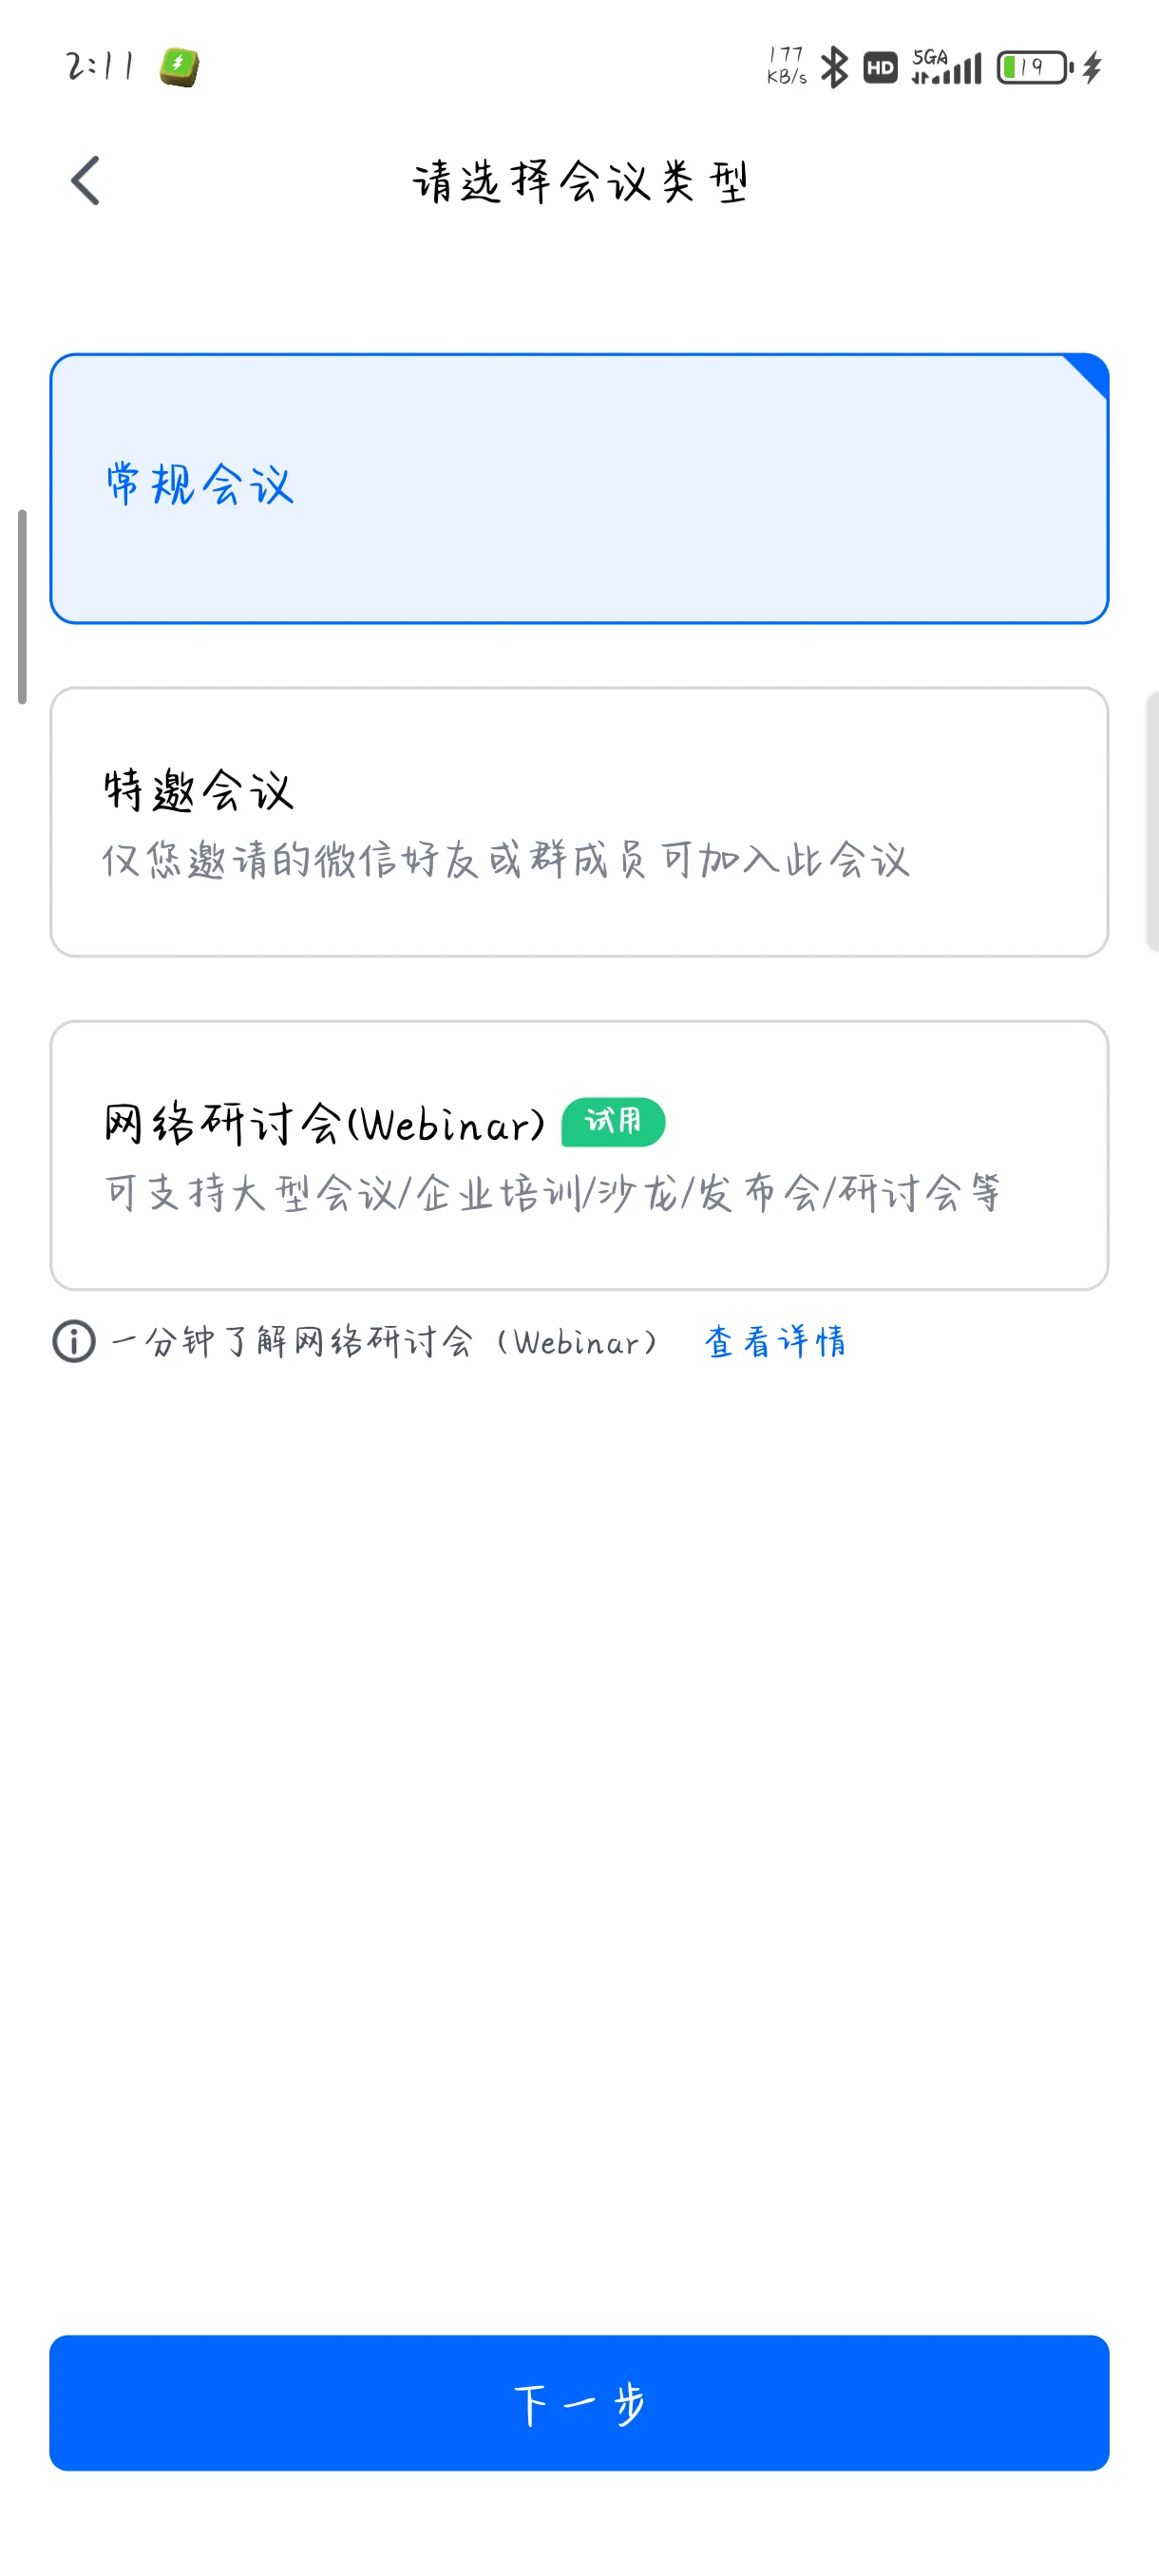 2:11
177 KB/s HD 5GA 19
请选择会议类型
常规会议
特邀会议
仅您邀请的微信好友或群成员可加入此会议
网络研讨会(Webinar) 试用
可支持大型会议/企业培训/沙龙/发布会/研讨会等
一分钟了解网络研讨会（Webinar） 查看详情
下一步